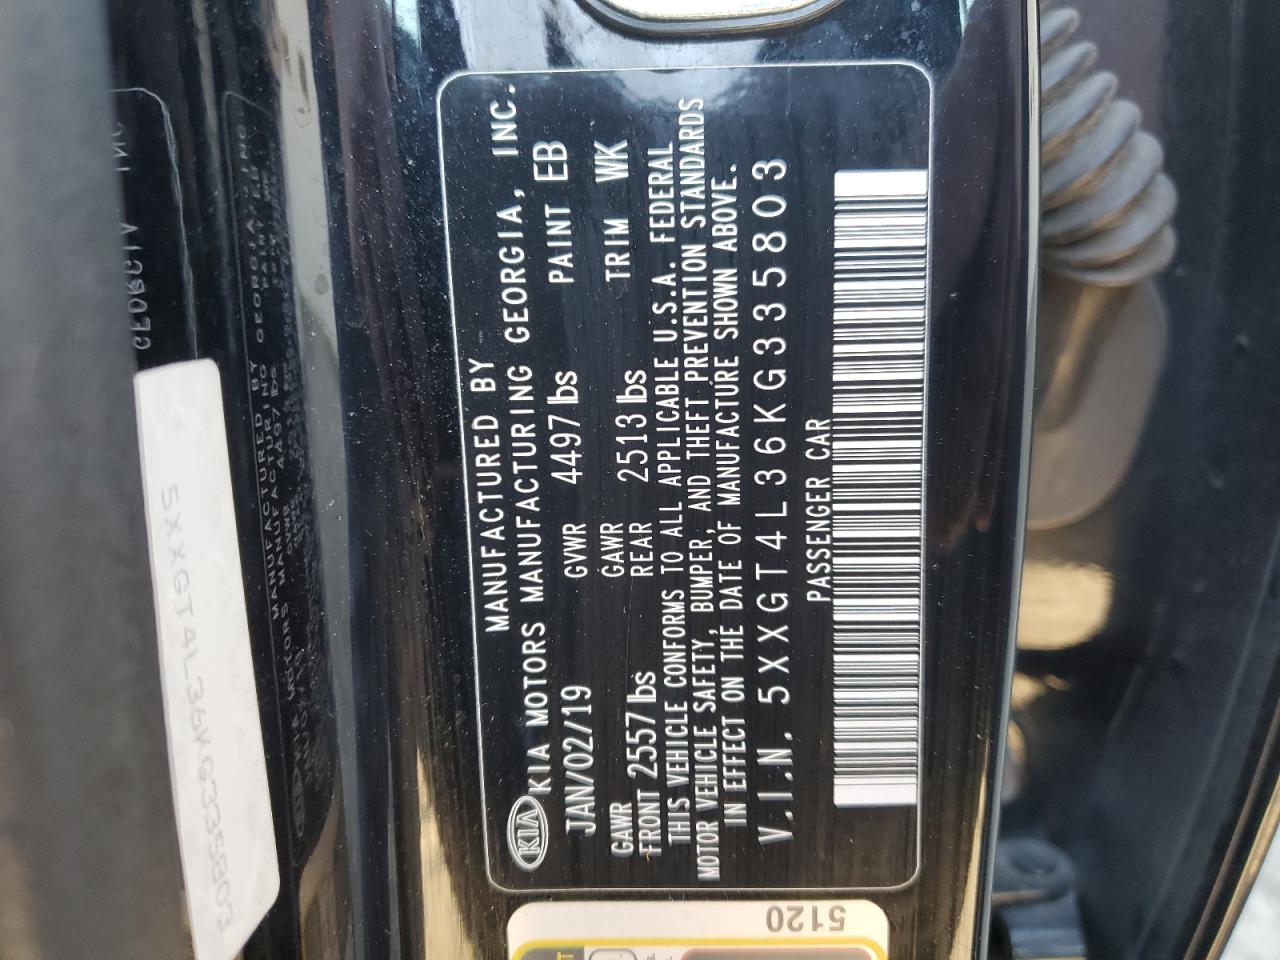 MANUFACTURED BY
KIA MOTORS MANUFACTURING GEORGIA, INC.
JAN/02/19 GVWR 4497 lbs PAINT EB
GAWR FRONT 2557 lbs GAWR REAR 2513 lbs TRIM WK
THIS VEHICLE CONFORMS TO ALL APPLICABLE U.S.A. FEDERAL
MOTOR VEHICLE SAFETY, BUMPER, AND THEFT PREVENTION STANDARDS
IN EFFECT ON THE DATE OF MANUFACTURE SHOWN ABOVE.
V.I.N. 5XXGT4L36KG335803
PASSENGER CAR
5120
5XXGT4L36KG335803